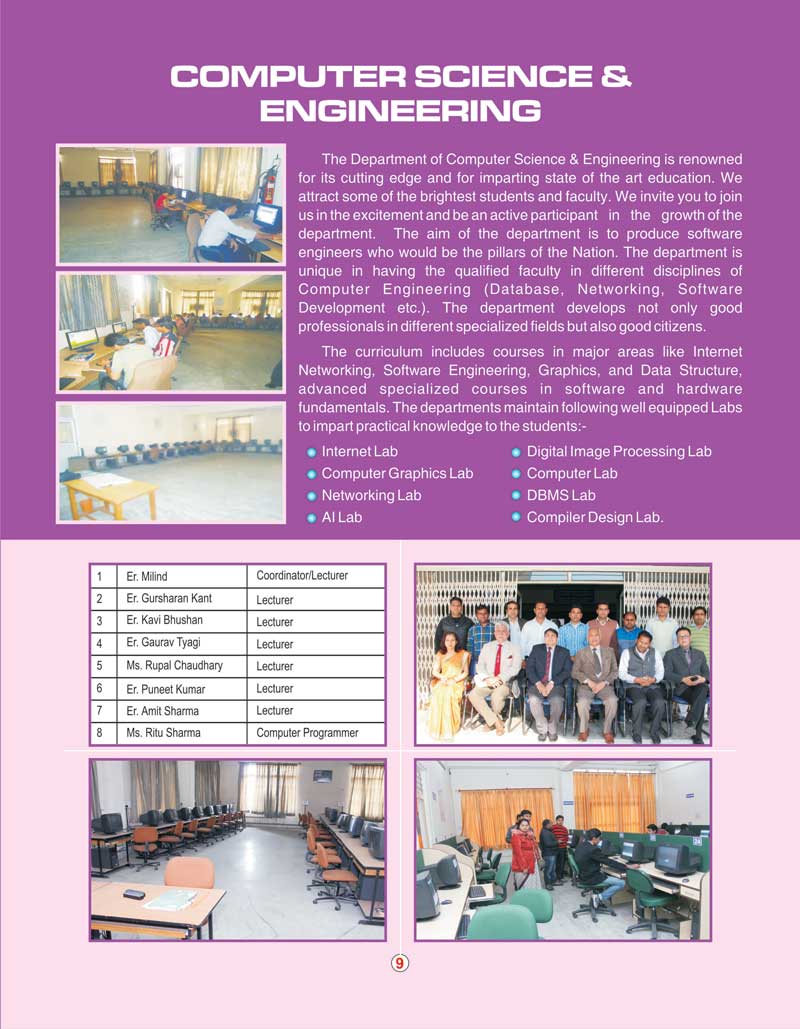 COMPUTER SCIENCE &
ENGINEERING
The Department of Computer Science & Engineering is renowned
for its cutting edge and for imparting state of the art education. We
attract some of the brightest students and faculty. We invite you to join
us in the excitement and be an active participant in the growth of the
department. The aim of the department is to produce software
engineers who would be the pillars of the Nation. The department is
unique in having the qualified faculty in different disciplines of
Computer Engineering (Database, Networking, Software
Development etc.). The department develops not only good
professionals in different specialized fields but also good citizens.
The curriculum includes courses in major areas like Internet
Networking, Software Engineering, Graphics, and Data Structure,
advanced specialized courses in software and hardware
fundamentals. The departments maintain following well equipped Labs
to impart practical knowledge to the students:-
Internet Lab
Computer Graphics Lab
Networking Lab
AI Lab
Digital Image Processing Lab
Computer Lab
DBMS Lab
Compiler Design Lab.
1 Er. Milind Coordinator/Lecturer
2 Er. Gursharan Kant Lecturer
3 Er. Kavi Bhushan Lecturer
4 Er. Gaurav Tyagi Lecturer
5 Ms. Rupal Chaudhary Lecturer
6 Er. Puneet Kumar Lecturer
7 Er. Amit Sharma Lecturer
8 Ms. Ritu Sharma Computer Programmer
9